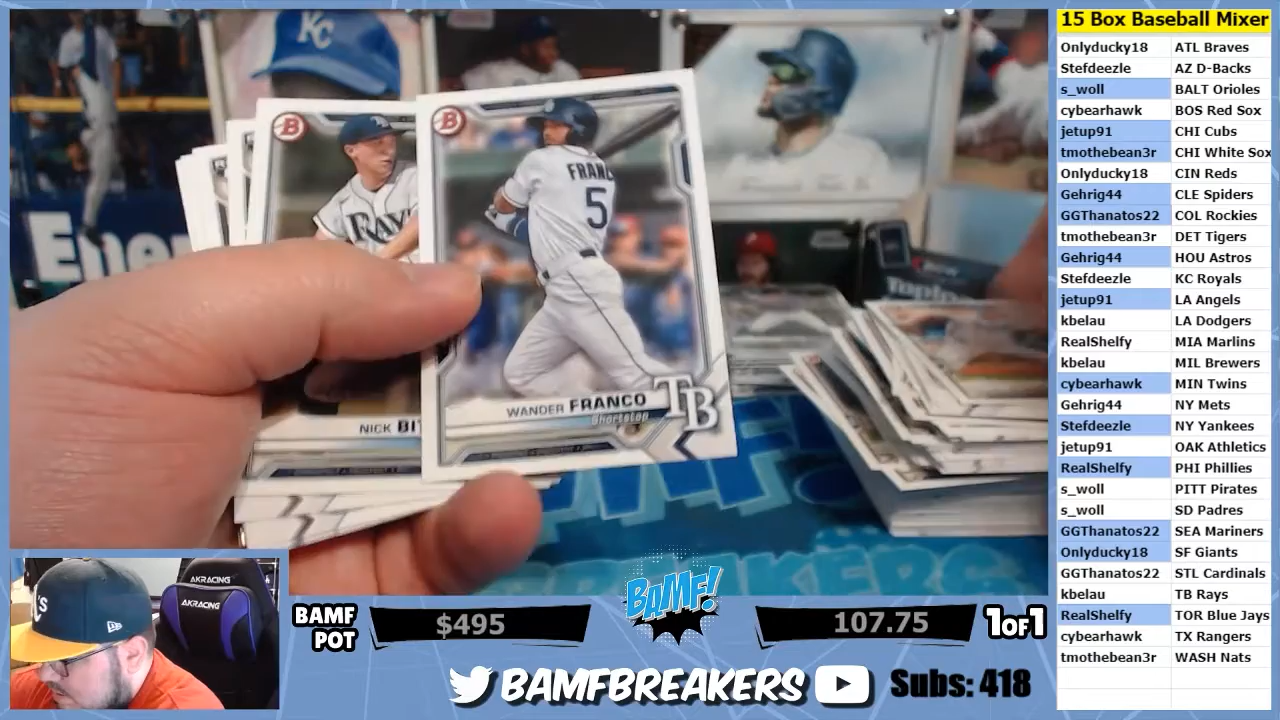 KC
Ene
B
B
FRANC
5
RAY
WANDER FRANCO
Shortstop
TB
NICK BI
15 Box Baseball Mixer
Onlyducky18 ATL Braves
Stefdeezle AZ D-Backs
s_woll BALT Orioles
cybearhawk BOS Red Sox
jetup91 CHI Cubs
tmothebean3r CHI White Sox
Onlyducky18 CIN Reds
Gehrig44 CLE Spiders
GGThanatos22 COL Rockies
tmothebean3r DET Tigers
Gehrig44 HOU Astros
Stefdeezle KC Royals
jetup91 LA Angels
kbelau LA Dodgers
RealShelfy MIA Marlins
kbelau MIL Brewers
cybearhawk MIN Twins
Gehrig44 NY Mets
Stefdeezle NY Yankees
jetup91 OAK Athletics
RealShelfy PHI Phillies
s_woll PITT Pirates
s_woll SD Padres
GGThanatos22 SEA Mariners
Onlyducky18 SF Giants
GGThanatos22 STL Cardinals
kbelau TB Rays
RealShelfy TOR Blue Jays
cybearhawk TX Rangers
tmothebean3r WASH Nats
AKRACING
AKRACING
BAMF
POT
$495
BAMF!
107.75
1OF1
BAMFBREAKERS
Subs: 418